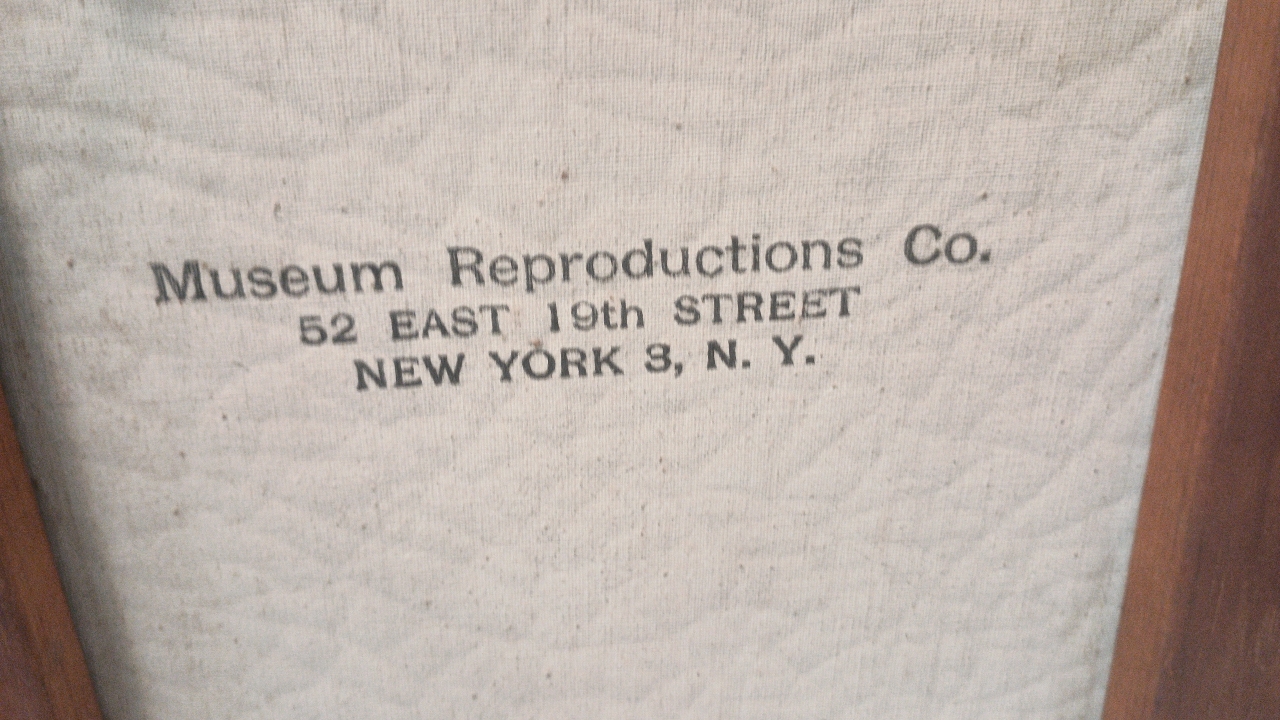 Museum Reproductions Co.
52 EAST 19th STREET
NEW YORK 3, N. Y.